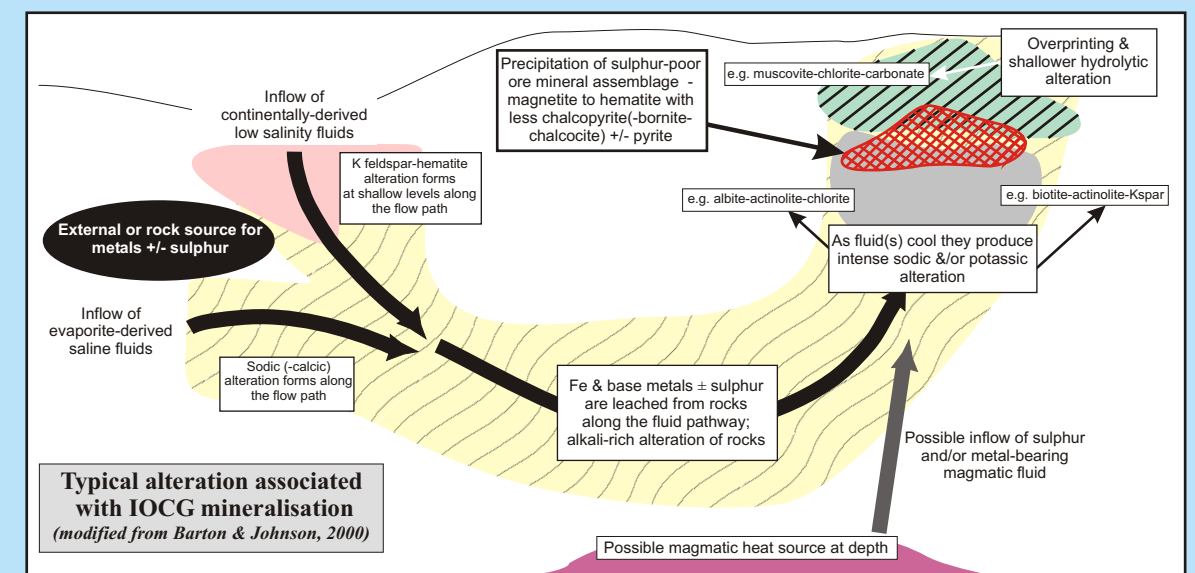 Inflow of
continentally-derived
low salinity fluids
Precipitation of sulphur-poor
ore mineral assemblage -
magnetite to hematite with
less chalcopyrite(-bornite-
chalcocite) +/- pyrite
e.g. muscovite-chlorite-carbonate
Overprinting &
shallower hydrolytic
alteration
K feldspar-hematite
alteration forms
at shallow levels along
the flow path
External or rock source for
metals +/- sulphur
e.g. albite-actinolite-chlorite
e.g. biotite-actinolite-Kspar
As fluid(s) cool they produce
intense sodic &/or potassic
alteration
Inflow of
evaporite-derived
saline fluids
Sodic (-calcic)
alteration forms along
the flow path
Fe & base metals ± sulphur
are leached from rocks
along the fluid pathway;
alkali-rich alteration of rocks
Possible inflow of sulphur
and/or metal-bearing
magmatic fluid
Typical alteration associated
with IOCG mineralisation
(modified from Barton & Johnson, 2000)
Possible magmatic heat source at depth